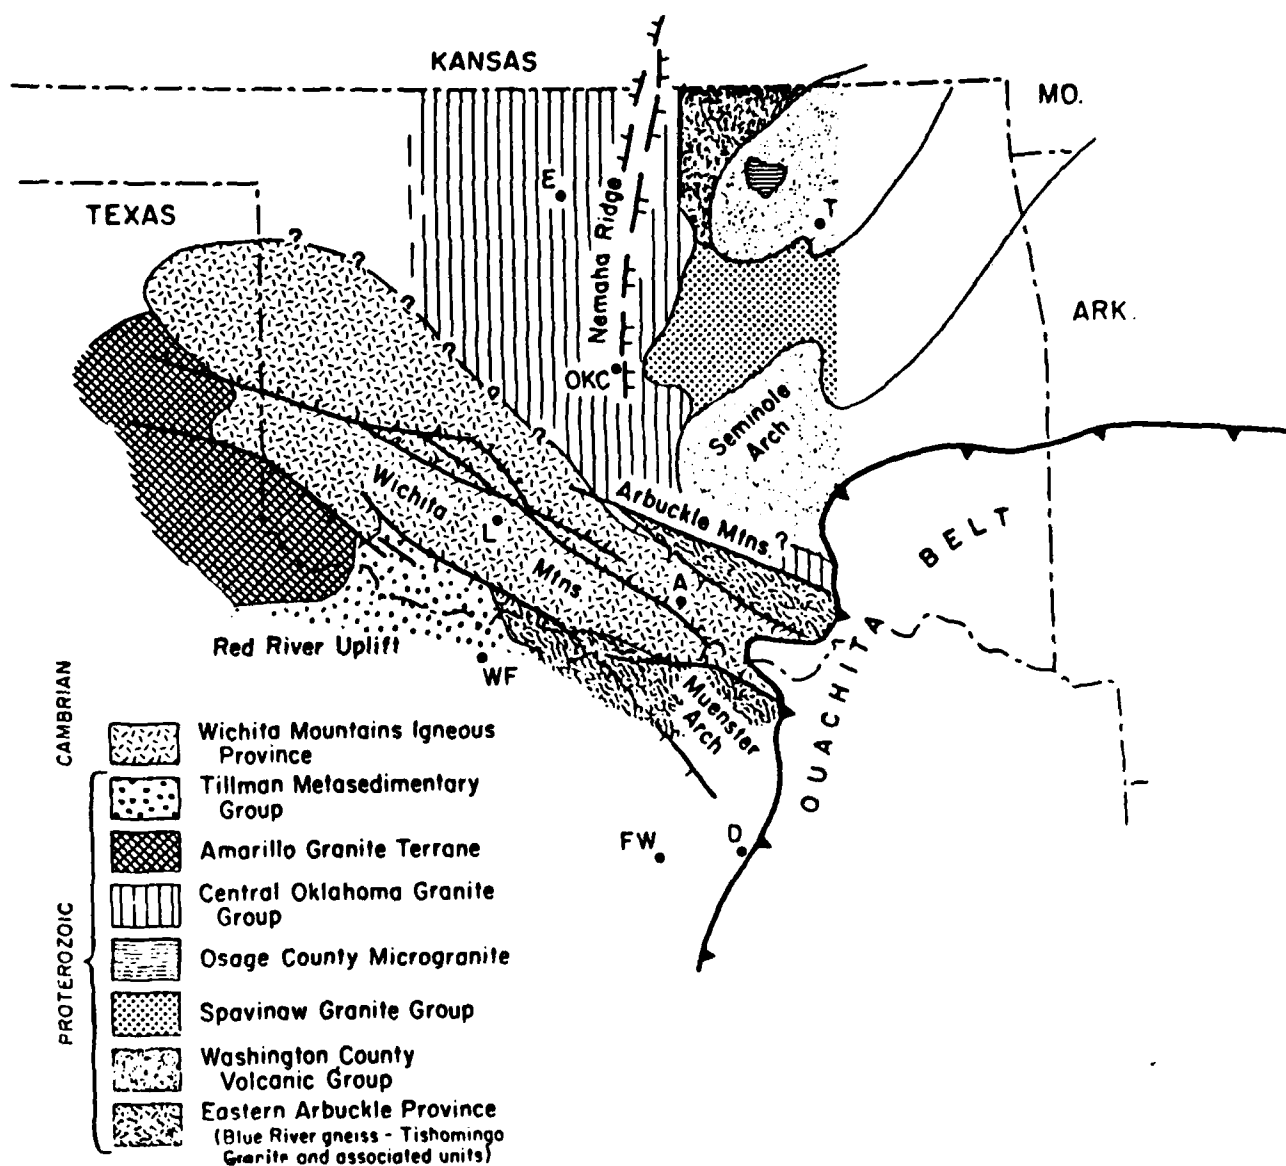 KANSAS
MO.
TEXAS
E
Nemaha Ridge
T
?
?
?
?
?
?
ARK.
OKC
Seminole
Arch
Wichita
Mtns
L
Arbuckle Mtns.
?
A
BELT
OUACHITA
Red River Uplift
WF
Muenster
Arch
FW
D
CAMBRIAN
Wichita Mountains Igneous
Province
PROTEROZOIC
Tillman Metasedimentary
Group
Amarillo Granite Terrane
Central Oklahoma Granite
Group
Osage County Microgranite
Spavinaw Granite Group
Washington County
Volcanic Group
Eastern Arbuckle Province
(Blue River gneiss - Tishomingo
Granite and associated units)